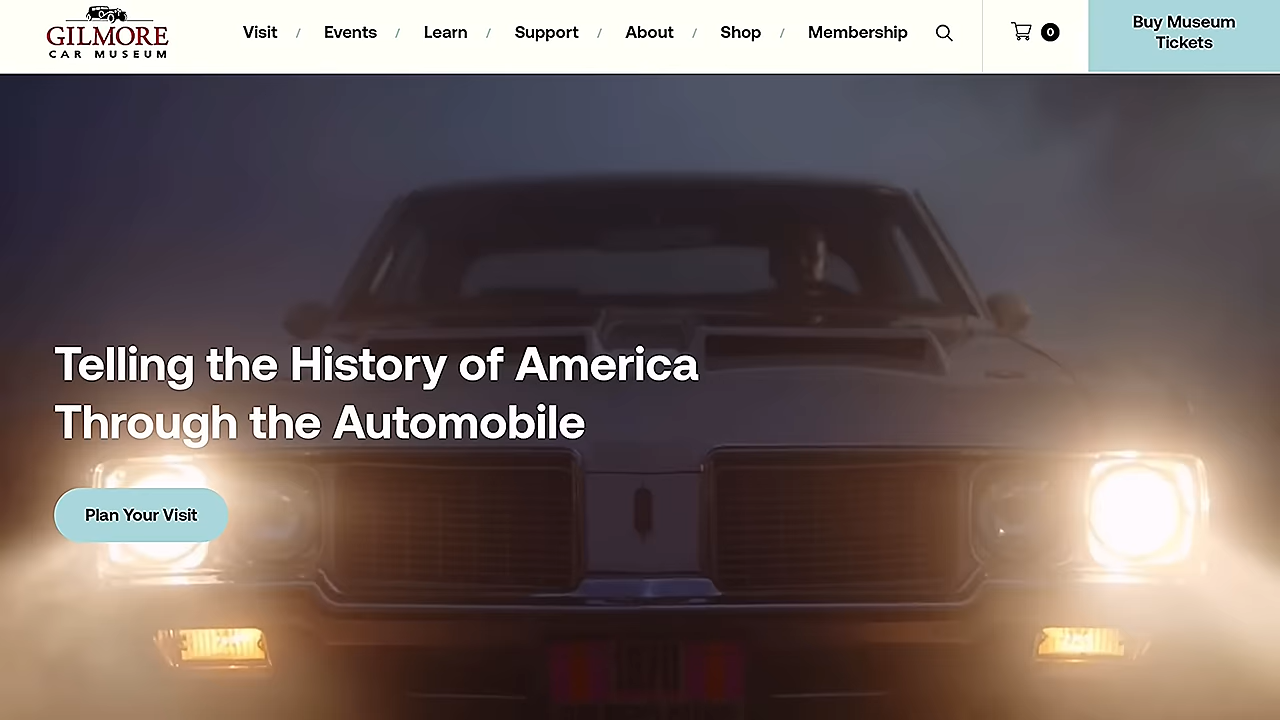 GILMORE
CAR MUSEUM
Visit / Events / Learn / Support / About / Shop / Membership
0
Buy Museum
Tickets
Telling the History of America
Through the Automobile
Plan Your Visit